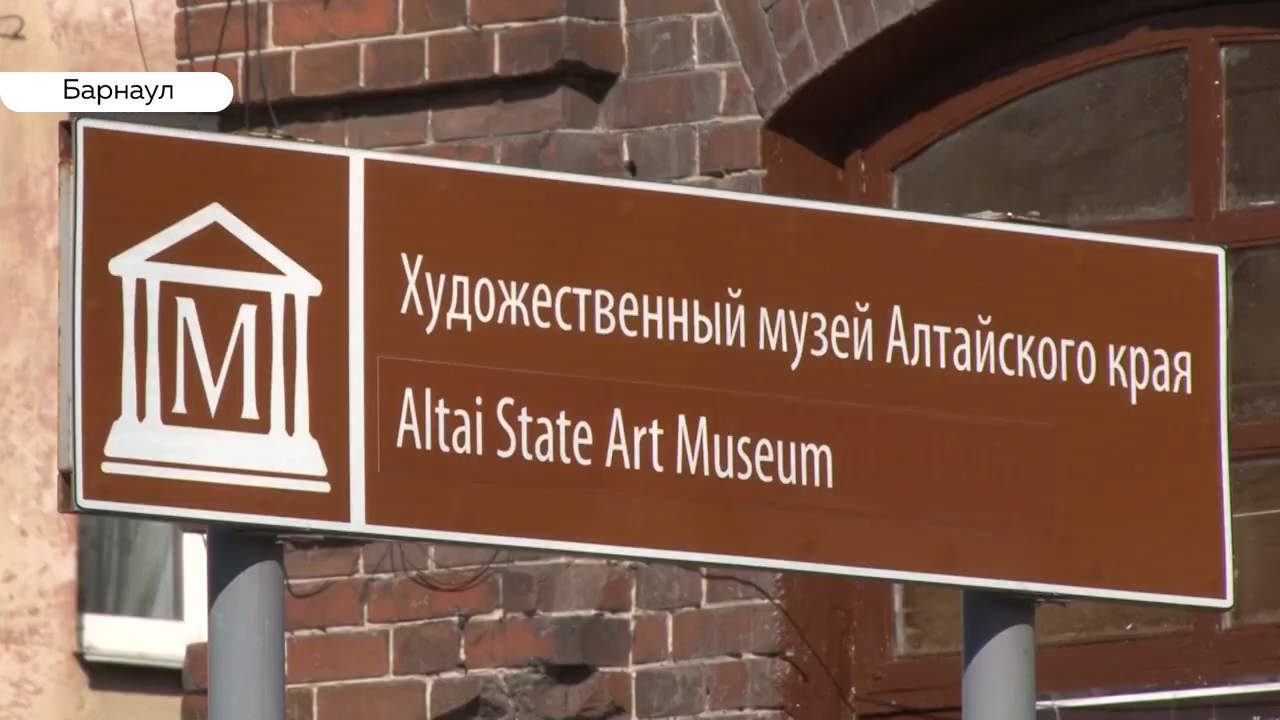 Барнаул
М
Художественный музей Алтайского края
Altai State Art Museum